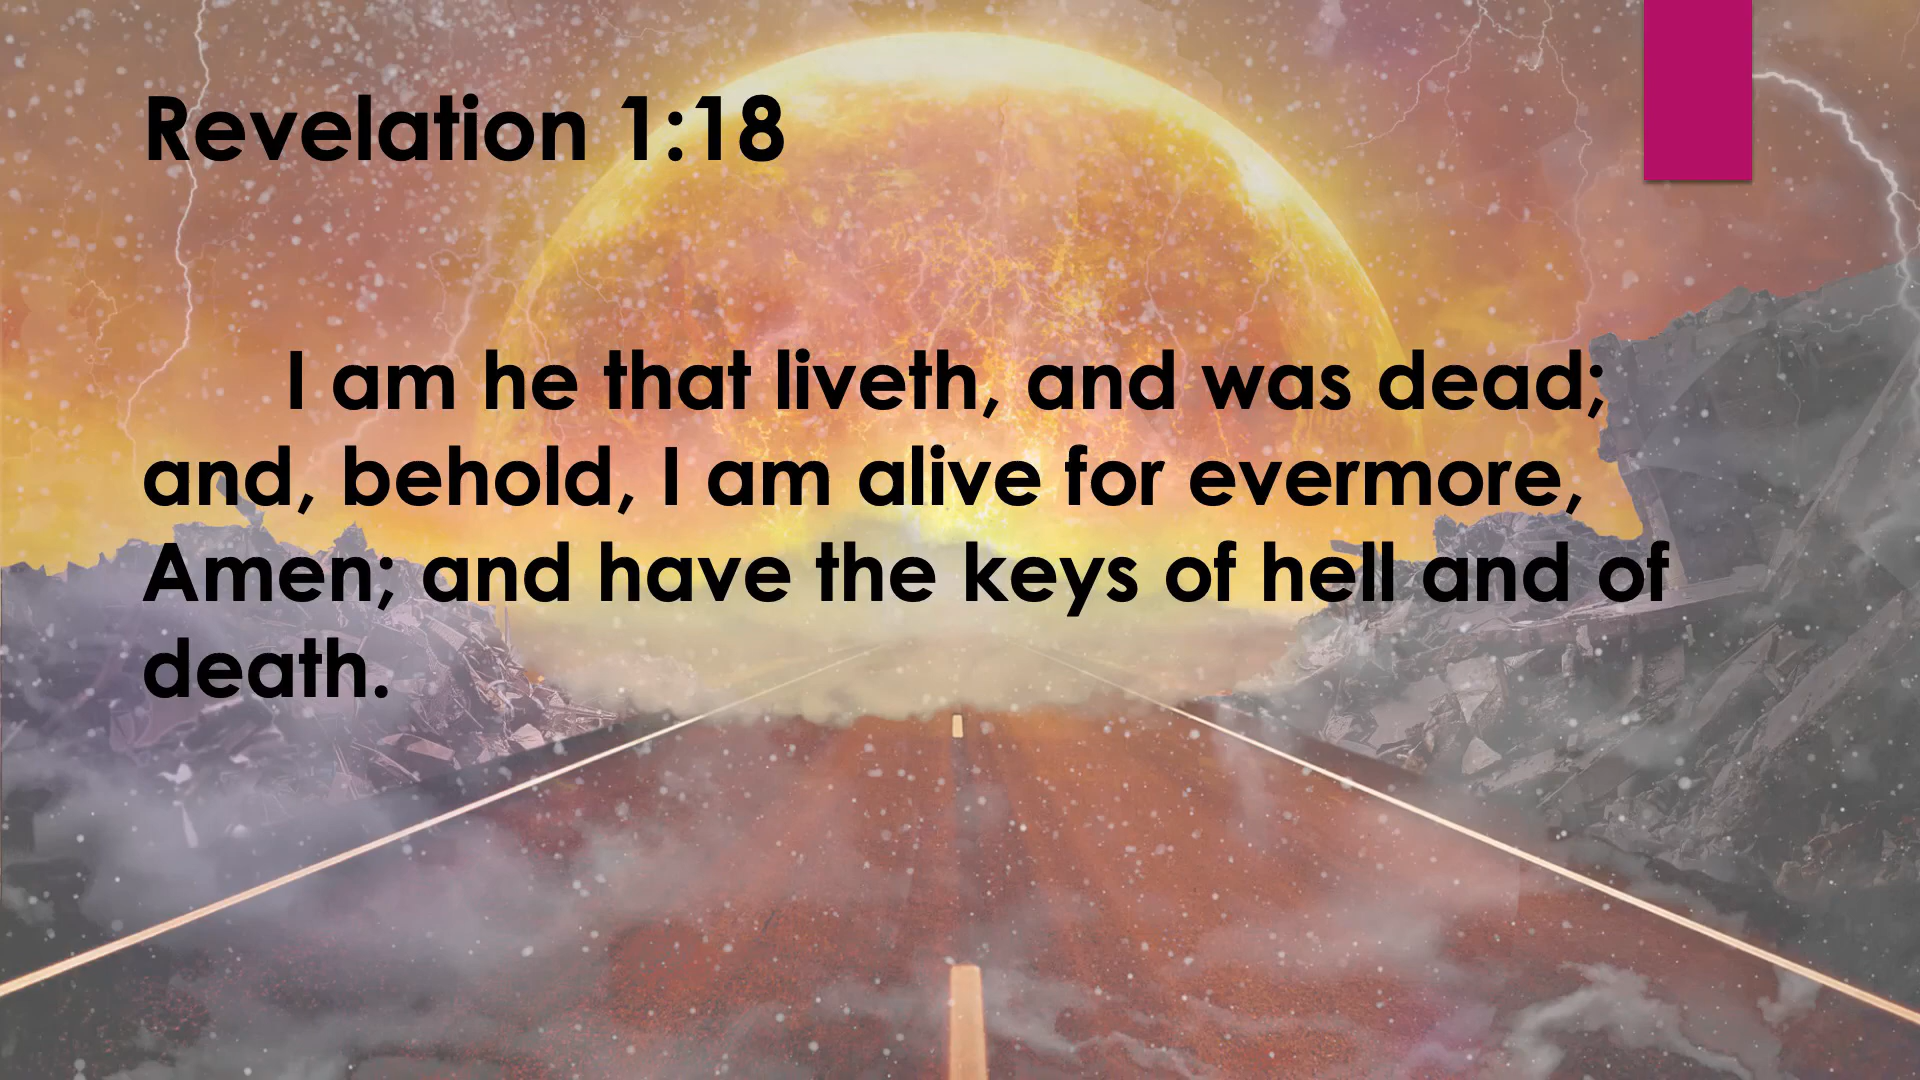 Revelation 1:18
I am he that liveth, and was dead;
and, behold, I am alive for evermore,
Amen; and have the keys of hell and of
death.